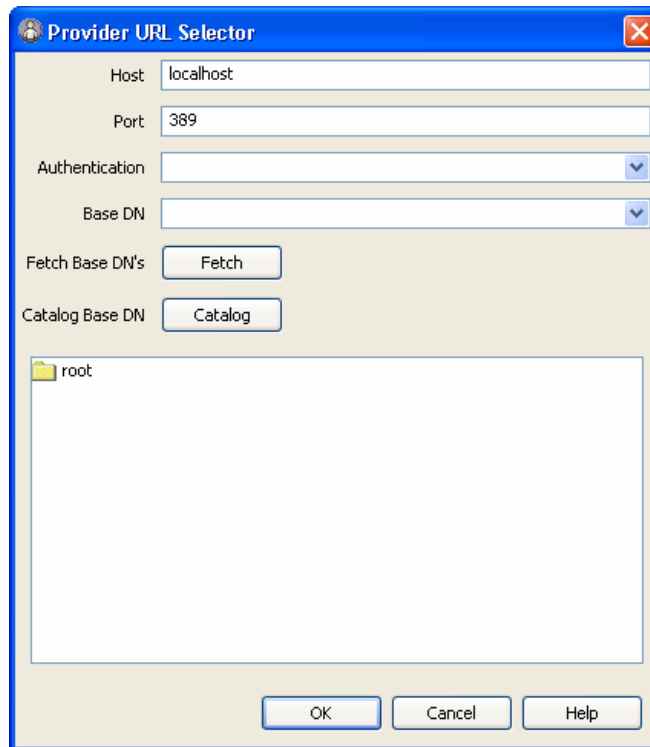 Provider URL Selector
Host localhost
Port 389
Authentication
Base DN
Fetch Base DN's Fetch
Catalog Base DN Catalog
root
OK Cancel Help